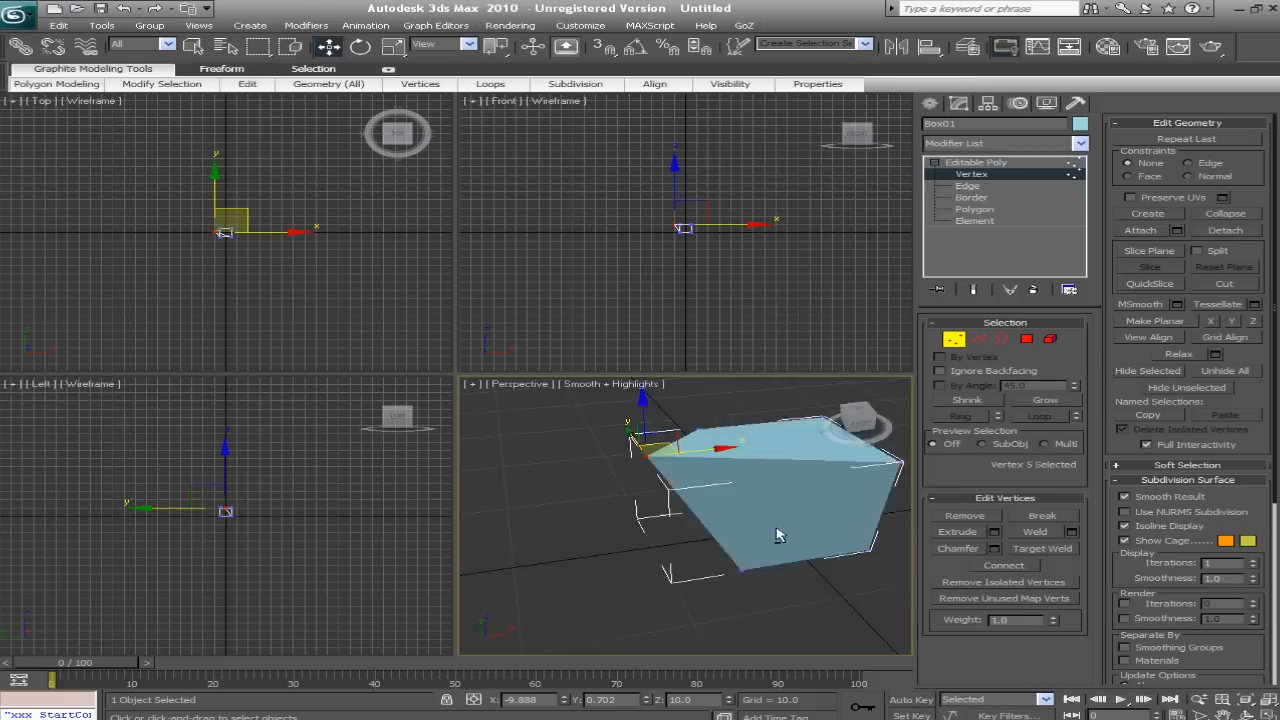 Autodesk 3ds Max 2010 - Unregistered Version Untitled
Type a keyword or phrase
Edit Tools Group Views Create Modifiers Animation Graph Editors Rendering Customize MAXScript Help GoZ
All View Create Selection Se
Graphite Modeling Tools Freeform Selection
Polygon Modeling Modify Selection Edit Geometry (All) Vertices Loops Subdivision Align Visibility Properties
[ + ] [ Top ] [ Wireframe ]
TOP
y
x
[ + ] [ Front ] [ Wireframe ]
FRONT
z
x
[ + ] [ Left ] [ Wireframe ]
LEFT
y
[ + ] [ Perspective ] [ Smooth + Highlights ]
y
x
Box01
Modifier List
Editable Poly
Vertex
Edge
Border
Polygon
Element
Selection
By Vertex
Ignore Backfacing
By Angle: 45.0
Shrink Grow
Ring Loop
Preview Selection
Off SubObj Multi
Vertex 5 Selected
Edit Vertices
Remove Break
Extrude Weld
Chamfer Target Weld
Connect
Remove Isolated Vertices
Remove Unused Map Verts
Weight: 1.0
Edit Geometry
Repeat Last
Constraints
None Edge
Face Normal
Preserve UVs
Create Collapse
Attach Detach
Slice Plane Split
Slice Reset Plane
QuickSlice Cut
MSmooth Tessellate
Make Planar X Y Z
View Align Grid Align
Relax
Hide Selected Unhide All
Hide Unselected
Named Selections:
Copy Paste
Delete Isolated Vertices
Full Interactivity
Soft Selection
Subdivision Surface
Smooth Result
Use NURMS Subdivision
Isoline Display
Show Cage......
Display
Iterations: 1
Smoothness: 1.0
Render
Iterations: 0
Smoothness: 1.0
Separate By
Smoothing Groups
Materials
Update Options
< 0 / 100 >
0 10 20 30 40 50 60 70 80 90 100
1 Object Selected X: -9.888 Y: 0.702 Z: 10.0 Grid = 10.0 Auto Key Selected
"xxx StartCor Click or click-and-drag to select objects Add Time Tag Set Key Key Filters... 0